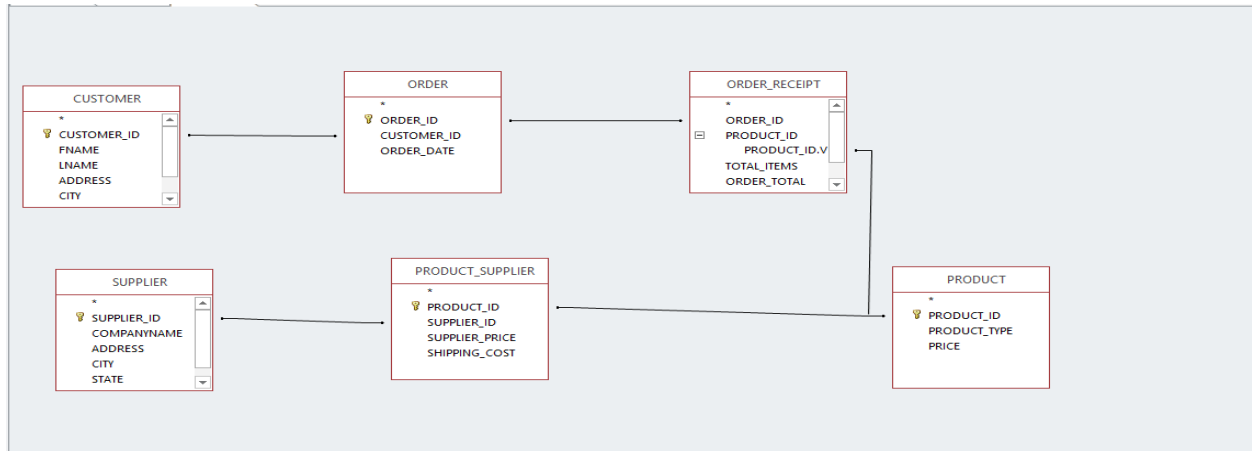 CUSTOMER
*
CUSTOMER_ID
FNAME
LNAME
ADDRESS
CITY
ORDER
*
ORDER_ID
CUSTOMER_ID
ORDER_DATE
ORDER_RECEIPT
*
ORDER_ID
PRODUCT_ID
PRODUCT_ID.V
TOTAL_ITEMS
ORDER_TOTAL
SUPPLIER
*
SUPPLIER_ID
COMPANYNAME
ADDRESS
CITY
STATE
PRODUCT_SUPPLIER
*
PRODUCT_ID
SUPPLIER_ID
SUPPLIER_PRICE
SHIPPING_COST
PRODUCT
*
PRODUCT_ID
PRODUCT_TYPE
PRICE